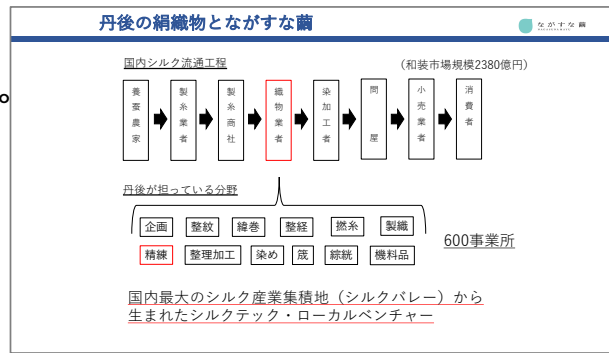 丹後の絹織物とながすな繭
ながすな繭
国内シルク流通工程
（和装市場規模2380億円）
養蚕農家
製糸業者
製糸商社
織物業者
染加工者
問屋
小売業者
消費者
丹後が担っている分野
企画 整紋 緯巻 整経 撚糸 製織
精練 整理加工 染め 筬 綜絖 機料品
600事業所
国内最大のシルク産業集積地（シルクバレー）から
生まれたシルクテック・ローカルベンチャー